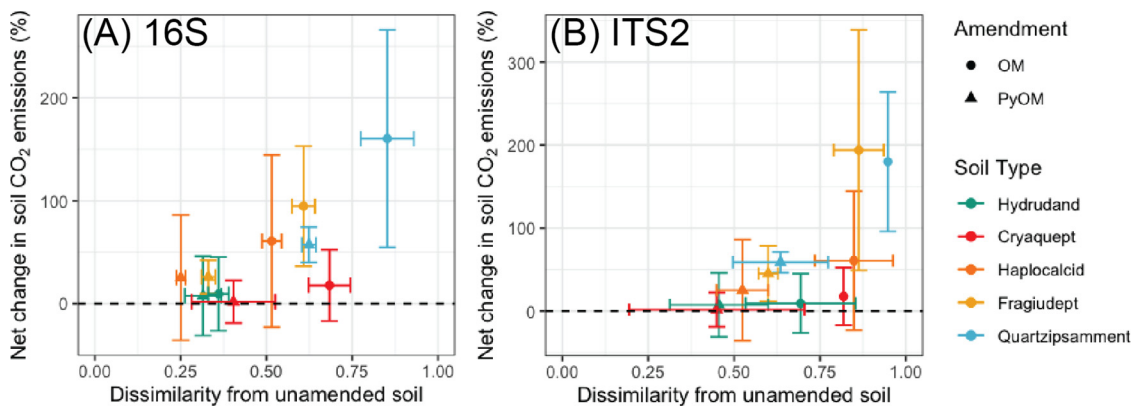 (A) 16S
Net change in soil CO2 emissions (%)
200
100
0
0.00 0.25 0.50 0.75 1.00
Dissimilarity from unamended soil
(B) ITS2
Net change in soil CO2 emissions (%)
300
200
100
0
0.00 0.25 0.50 0.75 1.00
Dissimilarity from unamended soil
Amendment
OM
PyOM
Soil Type
Hydrudand
Cryaquept
Haplocalcid
Fragiudept
Quartzipsamment